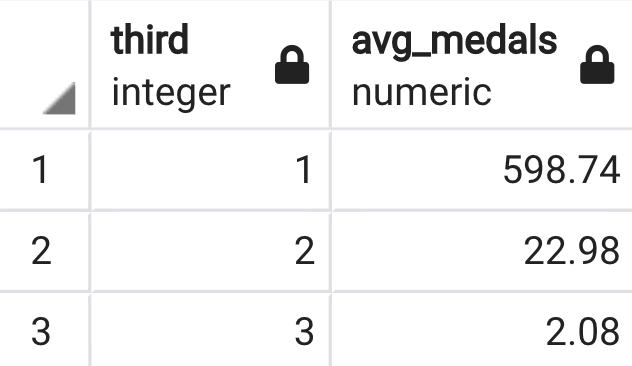 third avg_medals
integer numeric
1 1 598.74
2 2 22.98
3 3 2.08